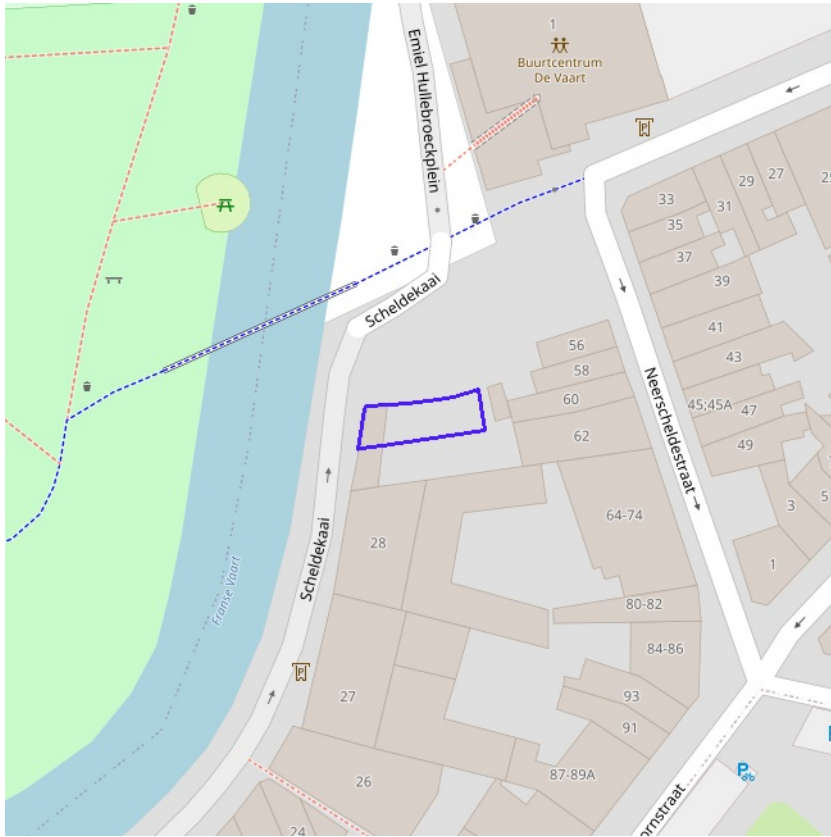 1
Buurtcentrum
De Vaart
Emiel Hullebroeckplein
33
35
37
31
29
27
39
41
43
45;45A
47
49
Scheldekaai
56
58
60
62
Neerscheldestraat
64-74
3
5
1
28
Scheldekaai
Franse Vaart
80-82
84-86
93
91
27
87-89A
26
24
P